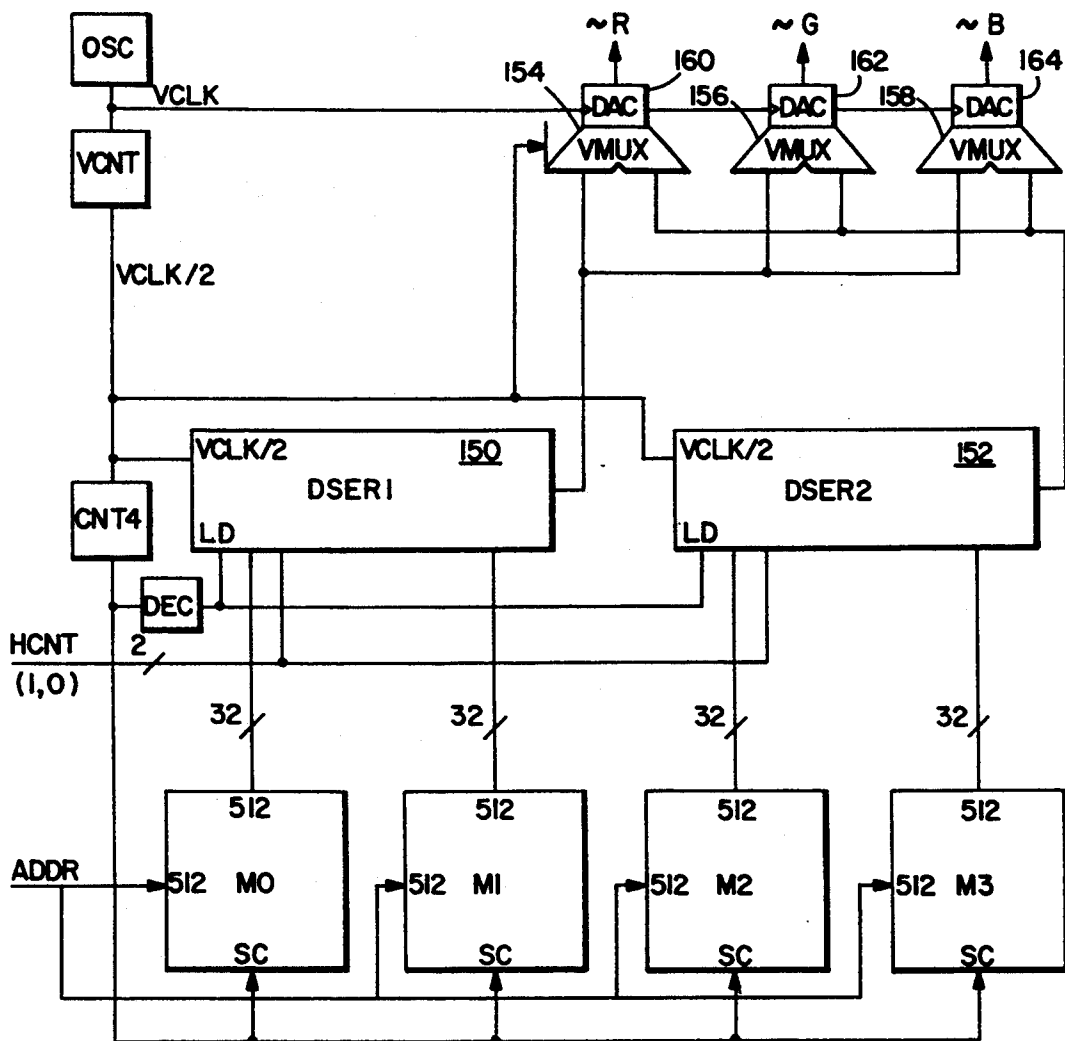 OSC
~R
~G
~B
154
160
156
162
158
164
VCLK
DAC
DAC
DAC
VCNT
VMUX
VMUX
VMUX
VCLK/2
VCLK/2
150
DSER1
LD
VCLK/2
152
DSER2
LD
CNT4
DEC
HCNT
2
(1,0)
32
32
32
32
512
512
512
512
ADDR
512
M0
512
M1
512
M2
512
M3
SC
SC
SC
SC